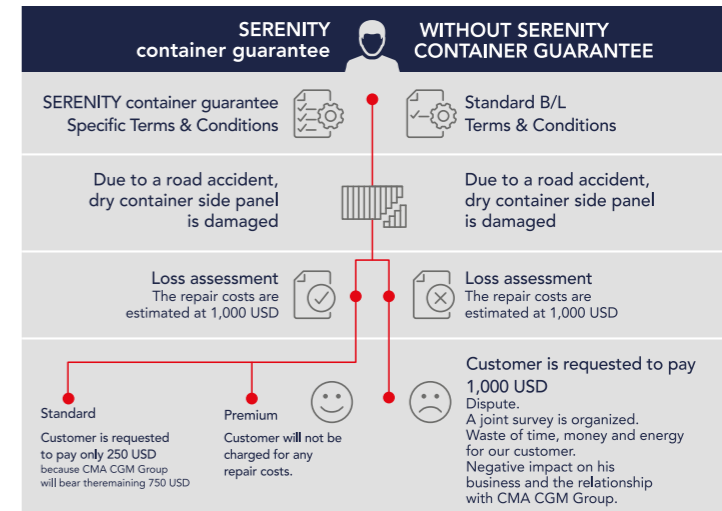 SERENITY
container guarantee
WITHOUT SERENITY
CONTAINER GUARANTEE
SERENITY container guarantee
Specific Terms & Conditions
Standard B/L
Terms & Conditions
Due to a road accident,
dry container side panel
is damaged
Due to a road accident,
dry container side panel
is damaged
Loss assessment
The repair costs are
estimated at 1,000 USD
Loss assessment
The repair costs are
estimated at 1,000 USD
Standard
Customer is requested
to pay only 250 USD
because CMA CGM Group
will bear theremaining 750 USD
Premium
Customer will not be
charged for any
repair costs.
Customer is requested to pay
1,000 USD
Dispute.
A joint survey is organized.
Waste of time, money and energy
for our customer.
Negative impact on his
business and the relationship
with CMA CGM Group.